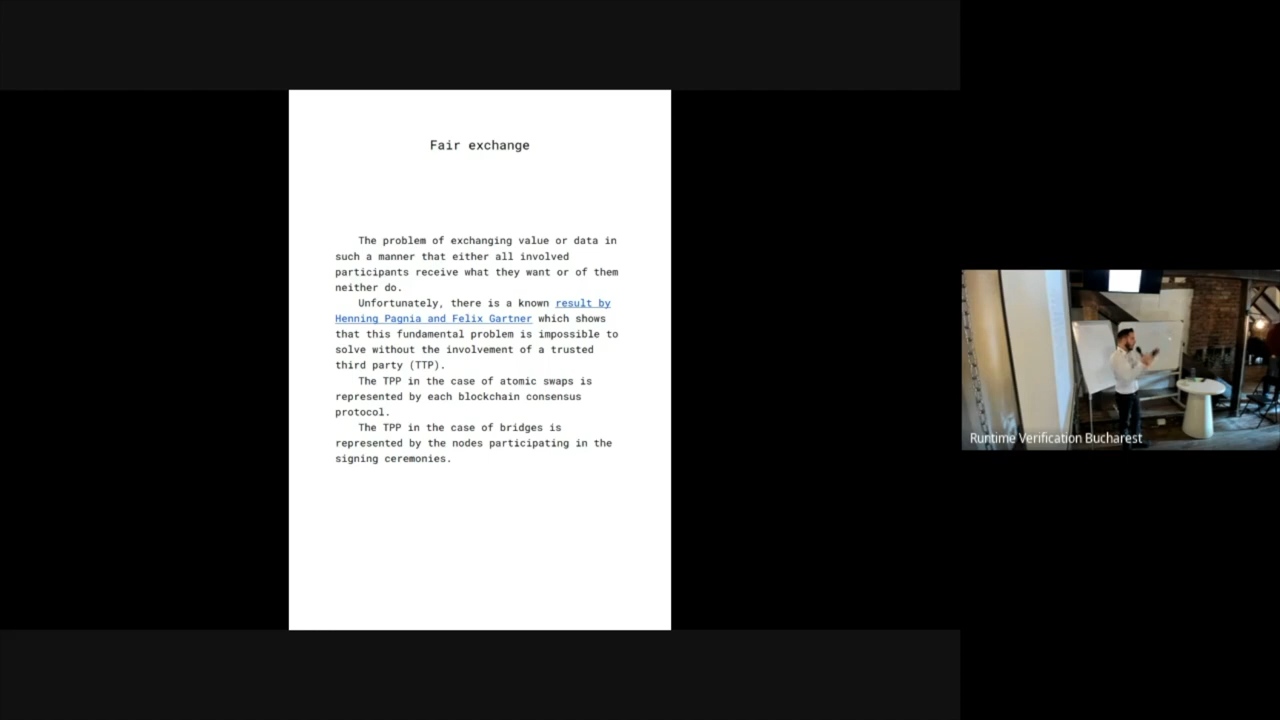 Fair exchange
The problem of exchanging value or data in
such a manner that either all involved
participants receive what they want or of them
neither do.
Unfortunately, there is a known result by
Henning Pagnia and Felix Gartner which shows
that this fundamental problem is impossible to
solve without the involvement of a trusted
third party (TTP).
The TPP in the case of atomic swaps is
represented by each blockchain consensus
protocol.
The TPP in the case of bridges is
represented by the nodes participating in the
signing ceremonies.
Runtime Verification Bucharest